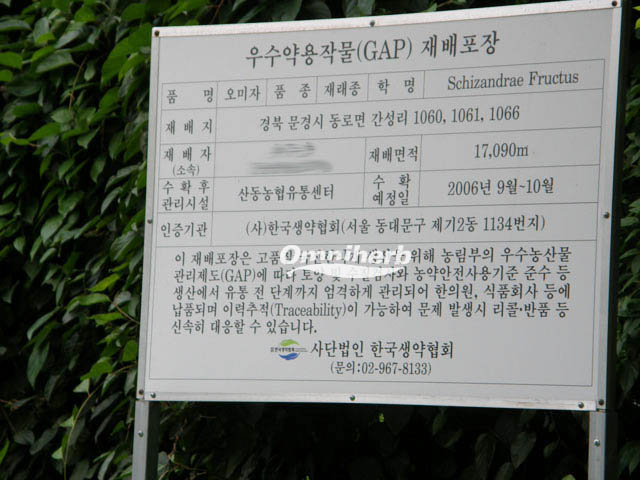 우수약용작물(GAP) 재배포장
품 명 오미자 품 종 재래종 학 명 Schizandrae Fructus
재 배 지 경북 문경시 동로면 간성리 1060, 1061, 1066
재 배 자 (소속) 재배면적 17,090m
수 확 후 관리시설 산동농협유통센터 수 확 예정일 2006년 9월~10월
인증기관 (사)한국생약협회(서울 동대문구 제기2동 1134번지)
이 재배포장은 위해 농림부의 우수농산물
Omniherb
관리제도(GAP)에 따 농약안전사용기준 준수 등
생산에서 유통 전 단계까지 엄격하게 관리되어 한의원, 식품회사 등에
납품되며 이력추적(Traceability)이 가능하여 문제 발생시 리콜·반품 등
신속히 대응할 수 있습니다.
사단법인 한국생약협회
(문의:02-967-8133)